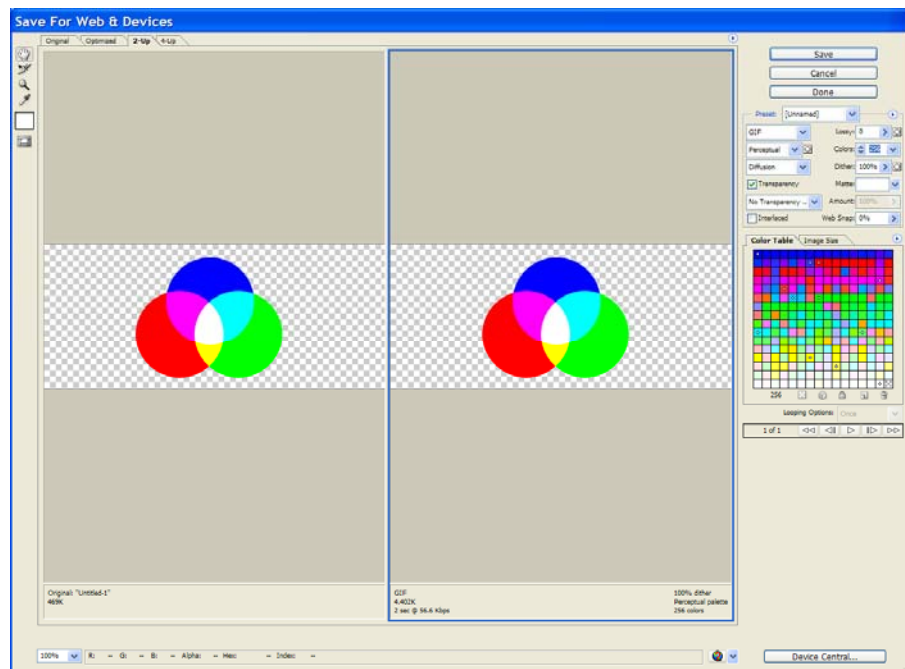 Save For Web & Devices
Original Optimized 2-Up 4-Up
Save
Cancel
Done
Preset: [Unnamed]
GIF Lossy: 0
Perceptual Colors: 256
Diffusion Dither: 100%
Transparency Matte:
No Transparency ... Amount: 100%
Interlaced Web Snap: 0%
Color Table Image Size
256
Looping Options: Once
1 of 1
Original: "Untitled-1"
469K
GIF 100% dither
4.402K Perceptual palette
2 sec @ 56.6 Kbps 256 colors
100% R: -- G: -- B: -- Alpha: -- Hex: -- Index: --
Device Central...